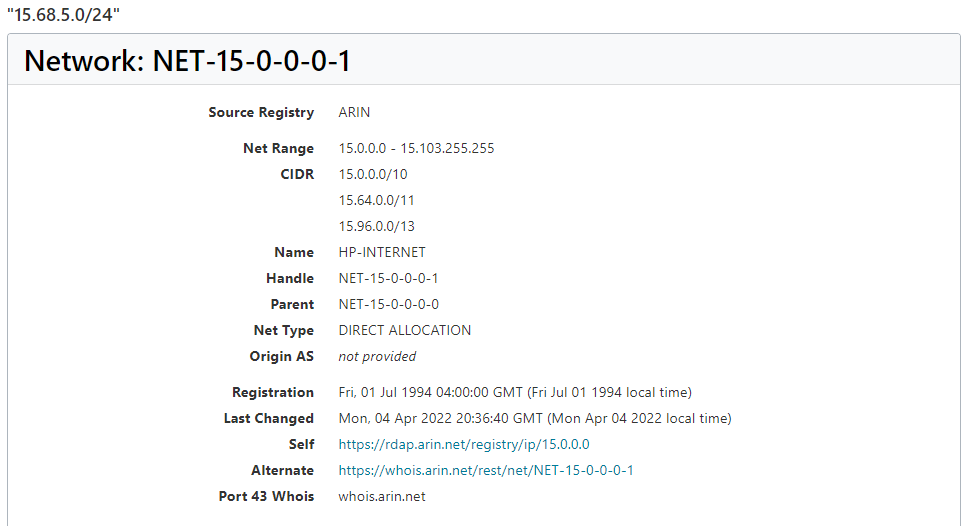 "15.68.5.0/24"
Network: NET-15-0-0-0-1
Source Registry ARIN
Net Range 15.0.0.0 - 15.103.255.255
CIDR 15.0.0.0/10
15.64.0.0/11
15.96.0.0/13
Name HP-INTERNET
Handle NET-15-0-0-0-1
Parent NET-15-0-0-0-0
Net Type DIRECT ALLOCATION
Origin AS not provided
Registration Fri, 01 Jul 1994 04:00:00 GMT (Fri Jul 01 1994 local time)
Last Changed Mon, 04 Apr 2022 20:36:40 GMT (Mon Apr 04 2022 local time)
Self https://rdap.arin.net/registry/ip/15.0.0.0
Alternate https://whois.arin.net/rest/net/NET-15-0-0-0-1
Port 43 Whois whois.arin.net